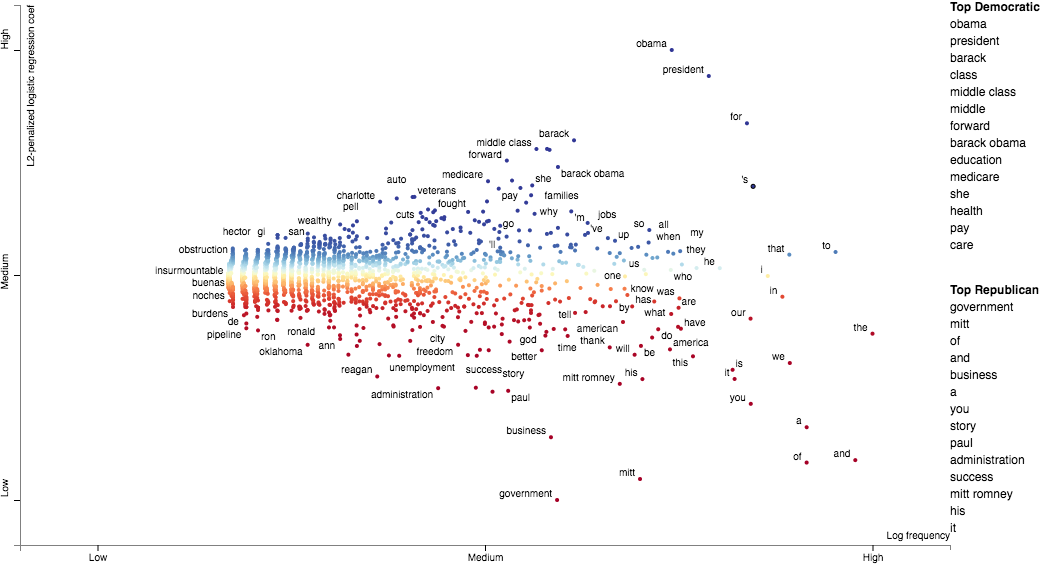 High
L2-penalized logistic regression coef
Medium
Low
obama
president
for
barack
middle class
forward
barack obama
's
medicare
she
auto
veterans
charlotte
pay
families
pell
fought
cuts
why
'm
jobs
wealthy
go
've
so
all
hector
gi
san
up
when
my
obstruction
'll
they
that
to
us
he
insurmountable
who
i
buenas
one
noches
know
was
in
has
are
burdens
tell
by
what
our
de
have
american
the
pipeline
ron
ronald
city
god
thank
do
america
oklahoma
ann
freedom
better
time
will
be
this
we
is
reagan
unemployment
success
story
mitt romney
his
it
administration
paul
you
a
business
of
and
mitt
government
Log frequency
Low
Medium
High
Top Democratic
obama
president
barack
class
middle class
middle
forward
barack obama
education
medicare
she
health
pay
care
Top Republican
government
mitt
of
and
business
a
you
story
paul
administration
success
mitt romney
his
it